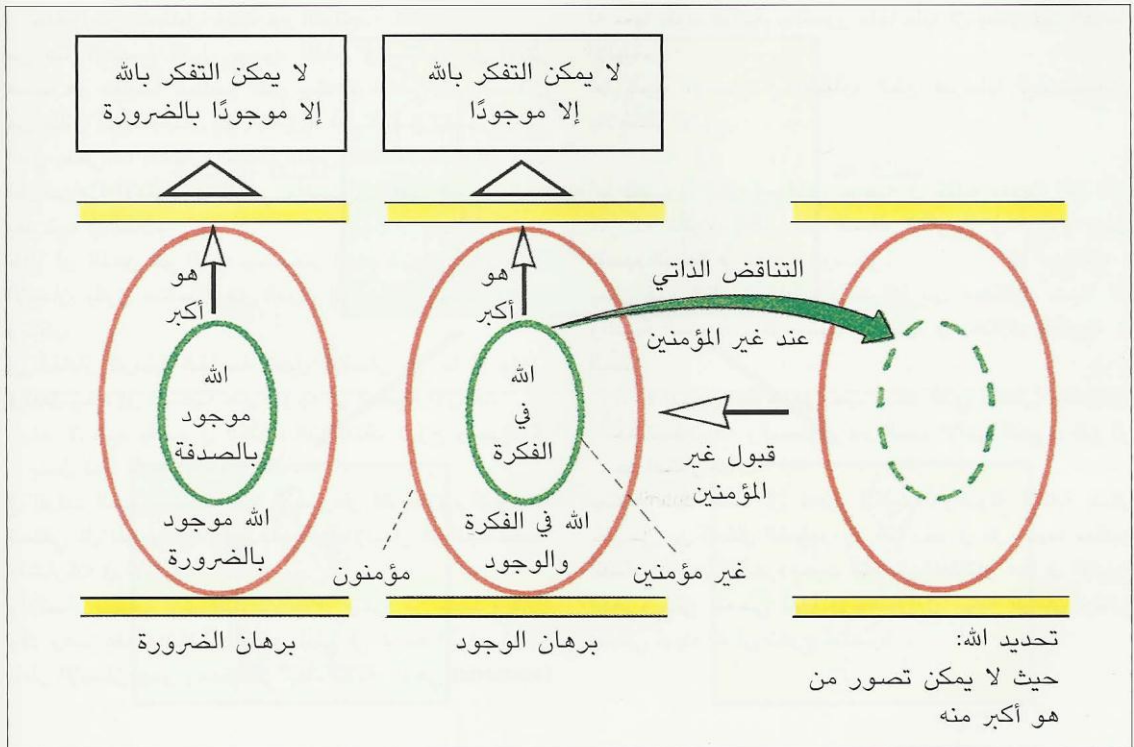 لا يمكن التفكر بالله
إلا موجودًا
لا يمكن التفكر بالله
إلا موجودًا بالضرورة
التناقض الذاتي
عند غير المؤمنين
قبول غير
المؤمنين
هو
أكبر
الله
في
الفكرة
الله في الفكرة
والوجود
غير مؤمنين
هو
أكبر
الله
موجود
بالصدفة
الله موجود
بالضرورة
مؤمنون
تحديد الله:
حيث لا يمكن تصور من
هو أكبر منه
برهان الوجود
برهان الضرورة